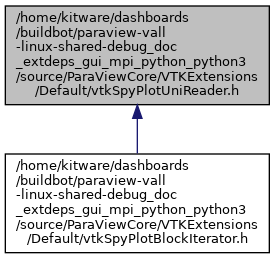 /home/kitware/dashboards
/buildbot/paraview-vall
-linux-shared-debug_doc
_extdeps_gui_mpi_python_python3
/source/ParaViewCore/VTKExtensions
/Default/vtkSpyPlotUniReader.h
/home/kitware/dashboards
/buildbot/paraview-vall
-linux-shared-debug_doc
_extdeps_gui_mpi_python_python3
/source/ParaViewCore/VTKExtensions
/Default/vtkSpyPlotBlockIterator.h